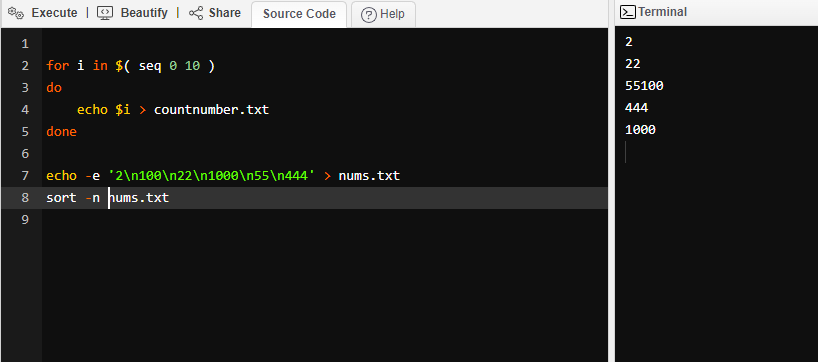 Execute | Beautify | Share Source Code Help
1
2 for i in $( seq 0 10 )
3 do
4     echo $i > countnumber.txt
5 done
6
7 echo -e '2\n100\n22\n1000\n55\n444' > nums.txt
8 sort -n nums.txt
9
Terminal
2
22
55100
444
1000